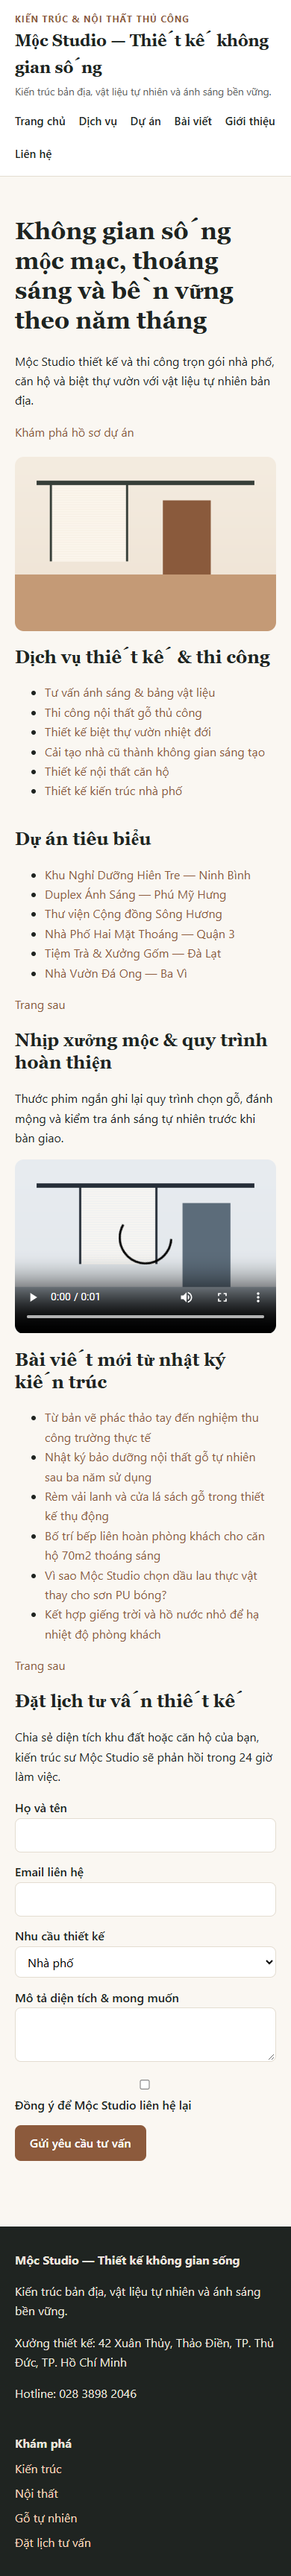 KIẾN TRÚC & NỘI THẤT THỦ CÔNG
Mộc Studio — Thiết kế không
gian sống
Kiến trúc bản địa, vật liệu tự nhiên và ánh sáng bền vững.
Trang chủ Dịch vụ Dự án Bài viết Giới thiệu
Liên hệ
Không gian sống
mộc mạc, thoáng
sáng và bền vững
theo năm tháng
Mộc Studio thiết kế và thi công trọn gói nhà phố,
căn hộ và biệt thự vườn với vật liệu tự nhiên bản
địa.
Khám phá hồ sơ dự án
Dịch vụ thiết kế & thi công
Tư vấn ánh sáng & bảng vật liệu
Thi công nội thất gỗ thủ công
Thiết kế biệt thự vườn nhiệt đới
Cải tạo nhà cũ thành không gian sáng tạo
Thiết kế nội thất căn hộ
Thiết kế kiến trúc nhà phố
Dự án tiêu biểu
Khu Nghỉ Dưỡng Hiên Tre — Ninh Bình
Duplex Ánh Sáng — Phú Mỹ Hưng
Thư viện Cộng đồng Sông Hương
Nhà Phố Hai Mặt Thoáng — Quận 3
Tiệm Trà & Xưởng Gốm — Đà Lạt
Nhà Vườn Đá Ong — Ba Vì
Trang sau
Nhịp xưởng mộc & quy trình
hoàn thiện
Thước phim ngắn ghi lại quy trình chọn gỗ, đánh
mộng và kiểm tra ánh sáng tự nhiên trước khi
bàn giao.
0:00 / 0:01
Bài viết mới từ nhật ký
kiến trúc
Từ bản vẽ phác thảo tay đến nghiệm thu
công trường thực tế
Nhật ký bảo dưỡng nội thất gỗ tự nhiên
sau ba năm sử dụng
Rèm vải lanh và cửa lá sách gỗ trong thiết
kế thụ động
Bố trí bếp liên hoàn phòng khách cho căn
hộ 70m2 thoáng sáng
Vì sao Mộc Studio chọn dầu lau thực vật
thay cho sơn PU bóng?
Kết hợp giếng trời và hồ nước nhỏ để hạ
nhiệt độ phòng khách
Trang sau
Đặt lịch tư vấn thiết kế
Chia sẻ diện tích khu đất hoặc căn hộ của bạn,
kiến trúc sư Mộc Studio sẽ phản hồi trong 24 giờ
làm việc.
Họ và tên
Email liên hệ
Nhu cầu thiết kế
Nhà phố
Mô tả diện tích & mong muốn
Đồng ý để Mộc Studio liên hệ lại
Gửi yêu cầu tư vấn
Mộc Studio — Thiết kế không gian sống
Kiến trúc bản địa, vật liệu tự nhiên và ánh sáng
bền vững.
Xưởng thiết kế: 42 Xuân Thủy, Thảo Điền, TP. Thủ
Đức, TP. Hồ Chí Minh
Hotline: 028 3898 2046
Khám phá
Kiến trúc
Nội thất
Gỗ tự nhiên
Đặt lịch tư vấn